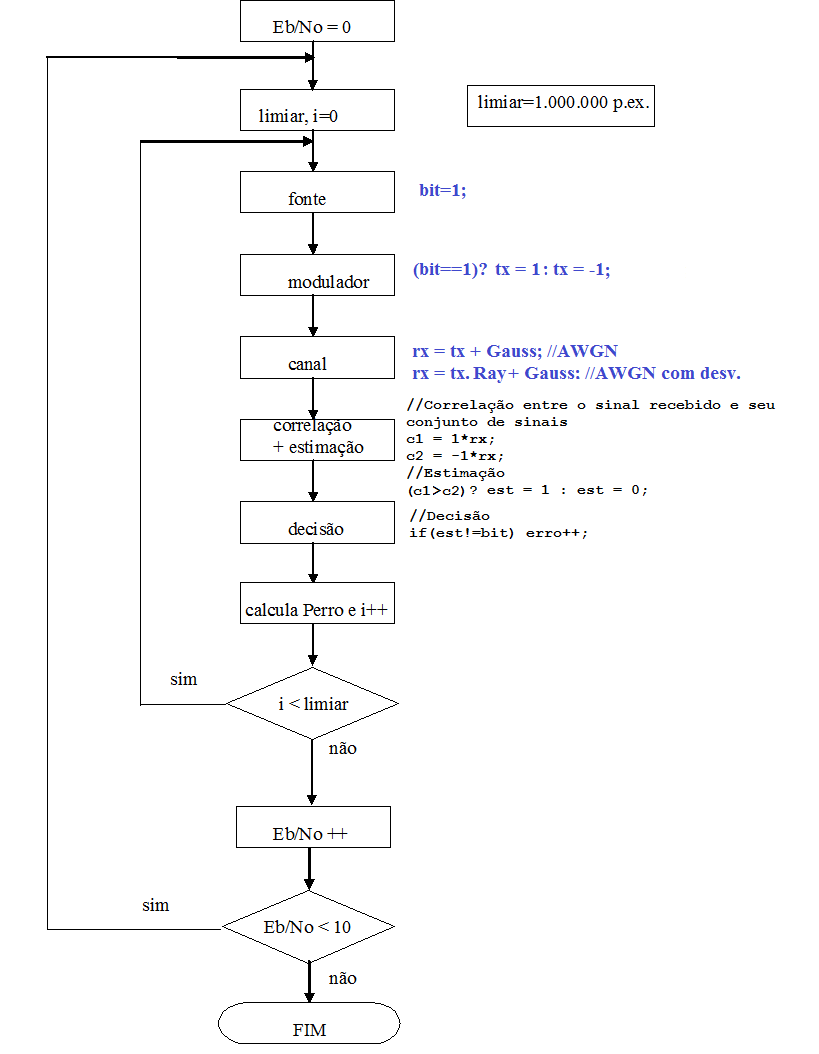 Eb/No = 0
limiar, i=0
limiar=1.000.000 p.ex.
fonte
bit=1;
modulador
(bit==1)? tx = 1 : tx = -1;
canal
rx = tx + Gauss; //AWGN
rx = tx. Ray+ Gauss: //AWGN com desv.
correlação
+ estimação
//Correlação entre o sinal recebido e seu
conjunto de sinais
c1 = 1*rx;
c2 = -1*rx;
//Estimação
(c1>c2)? est = 1 : est = 0;
decisão
//Decisão
if(est!=bit) erro++;
calcula Perro e i++
sim
i < limiar
não
Eb/No ++
sim
Eb/No < 10
não
FIM